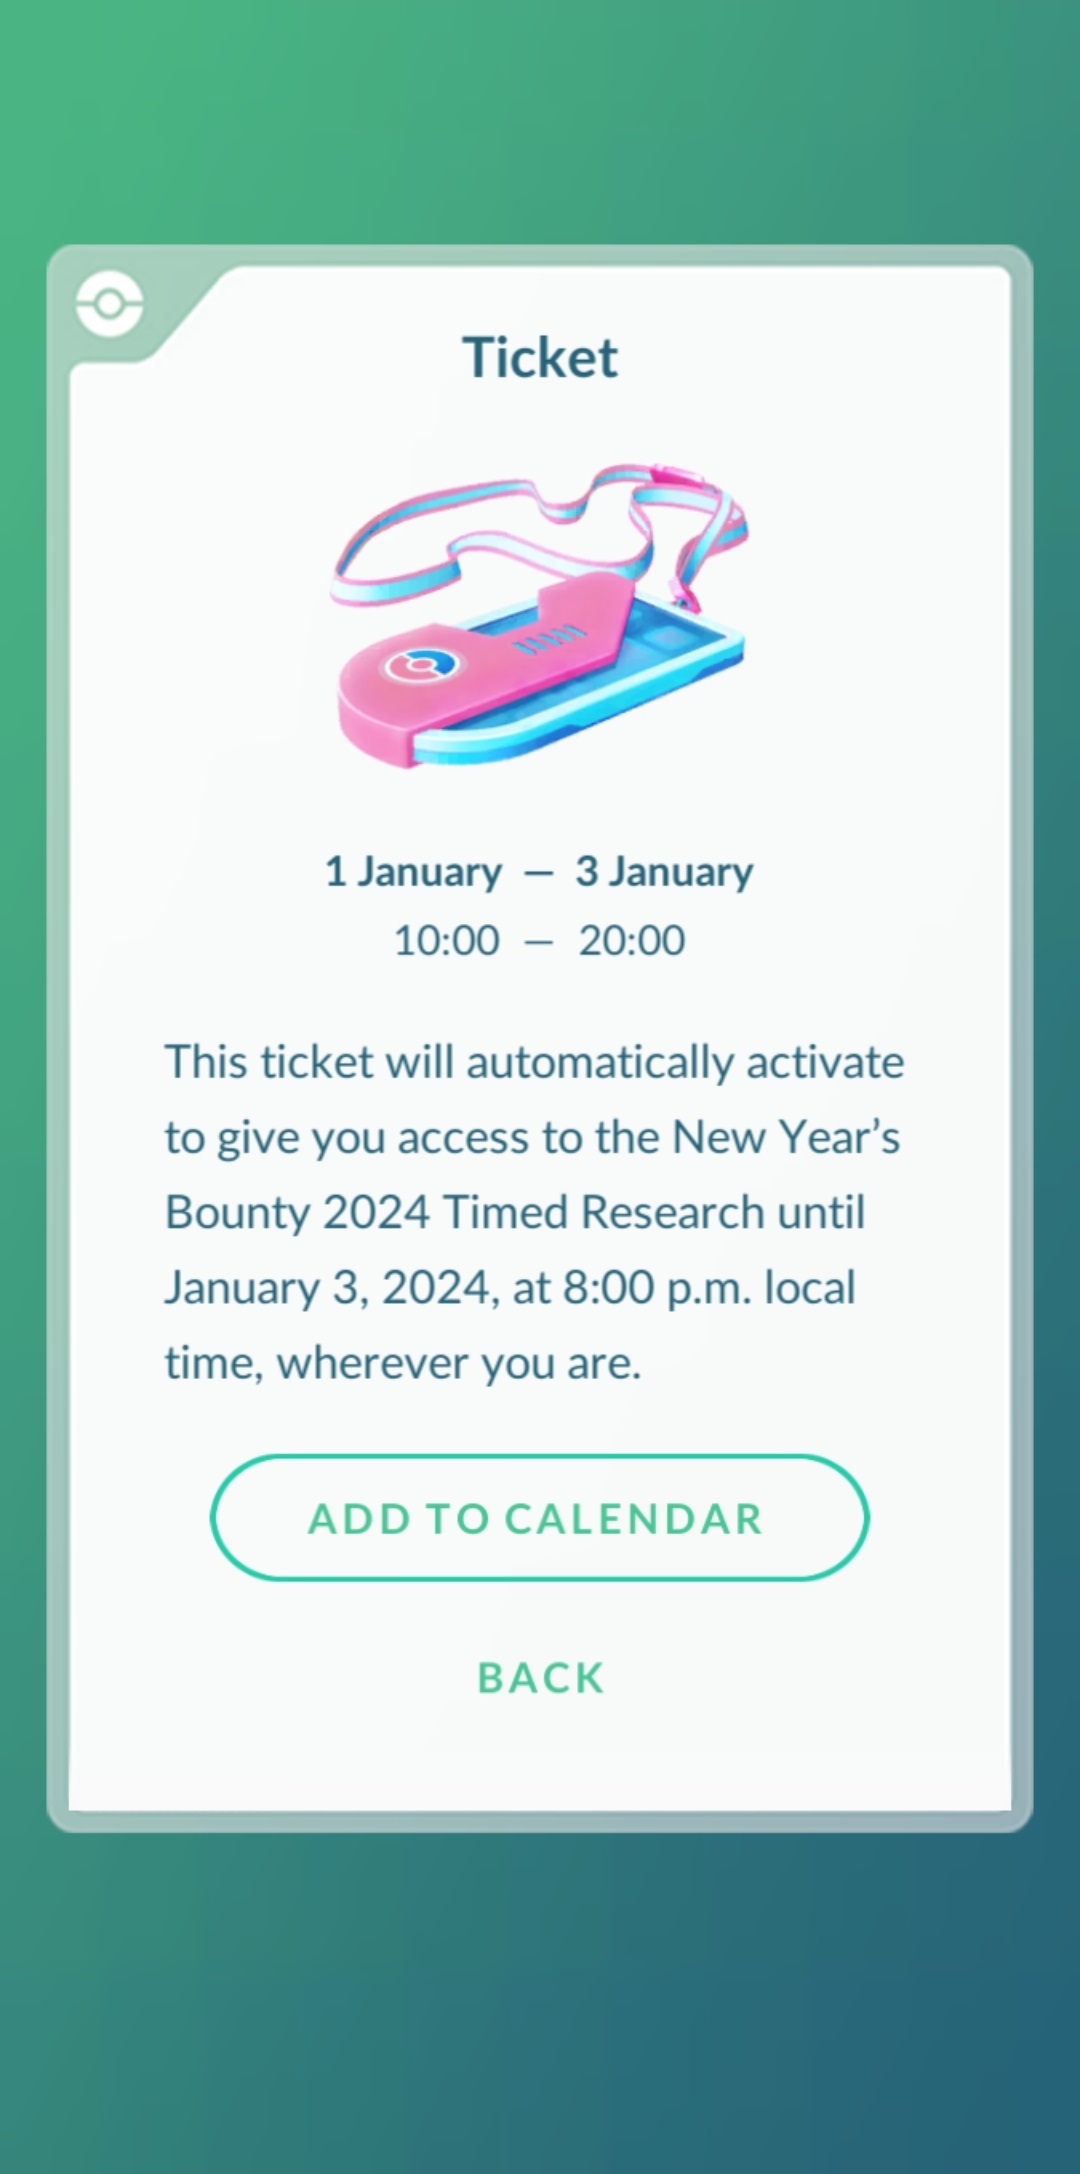 Ticket
1 January — 3 January
10:00 — 20:00
This ticket will automatically activate
to give you access to the New Year’s
Bounty 2024 Timed Research until
January 3, 2024, at 8:00 p.m. local
time, wherever you are.
ADD TO CALENDAR
BACK